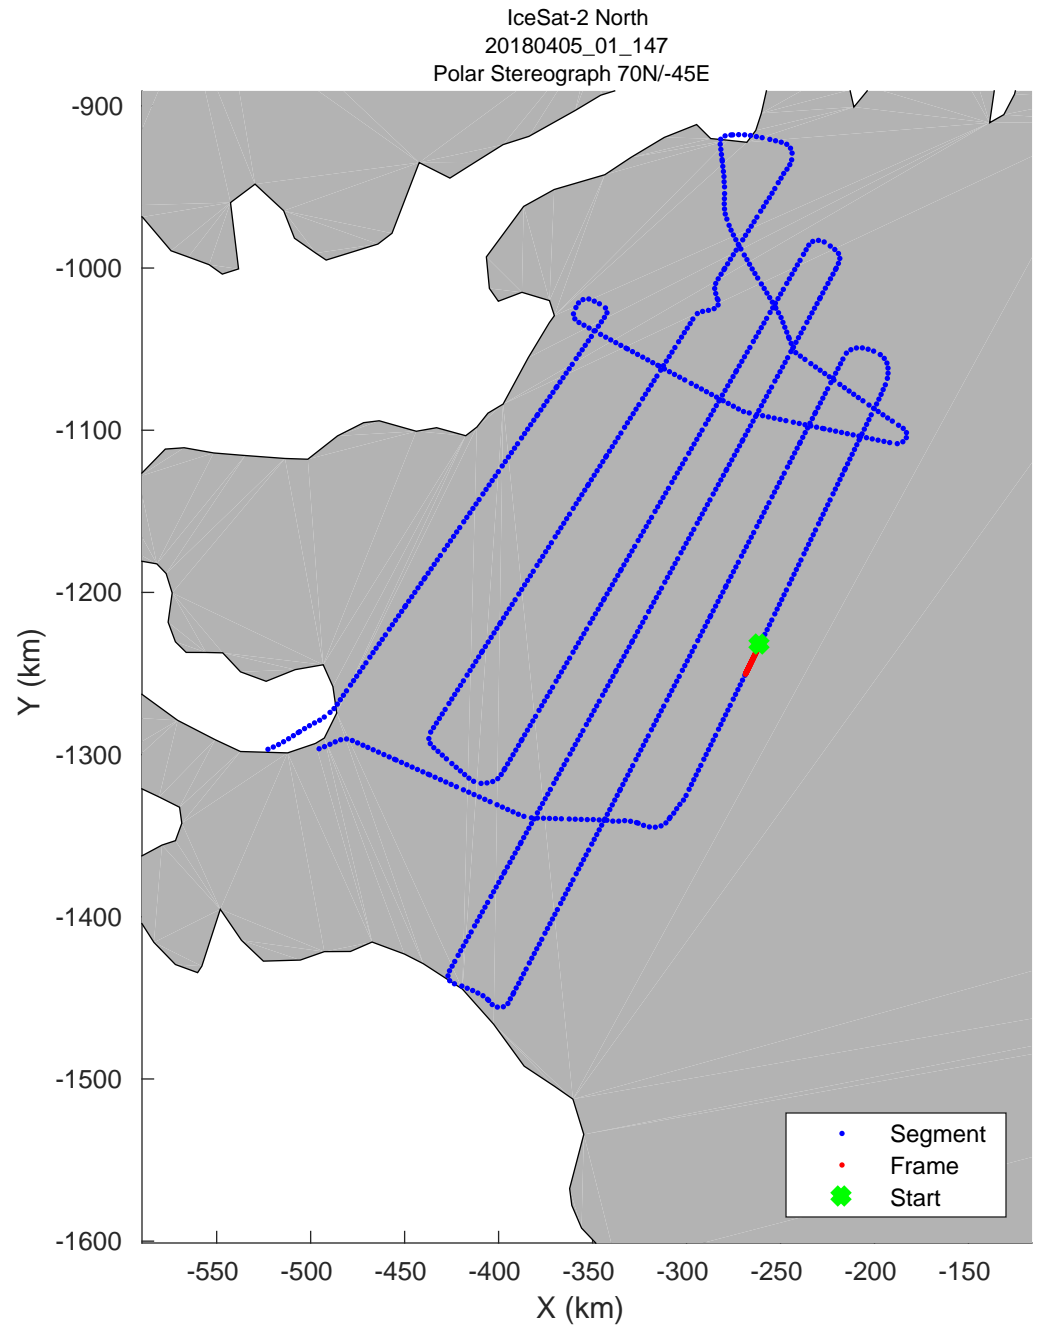 IceSat-2 North
20180405_01_147
Polar Stereograph 70N/-45E
-900
-1000
-1100
-1200
-1300
-1400
-1500
-1600
Y (km)
Segment
Frame
Start
-550 -500 -450 -400 -350 -300 -250 -200 -150
X (km)